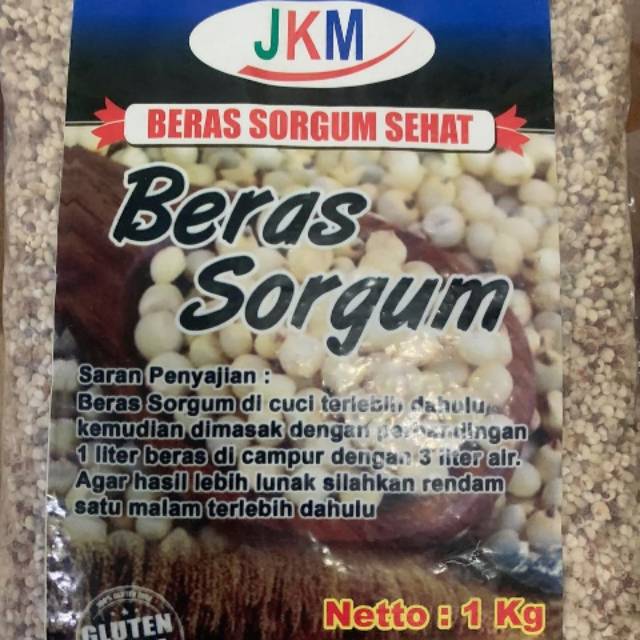 JKM
BERAS SORGUM SEHAT
Beras
Sorgum
Saran Penyajian :
Beras Sorgum di cuci terlebih dahulu,
kemudian dimasak dengan perbandingan
1 liter beras di campur dengan 3 liter air.
Agar hasil lebih lunak silahkan rendam
satu malam terlebih dahulu
GLUTEN
Netto : 1 Kg